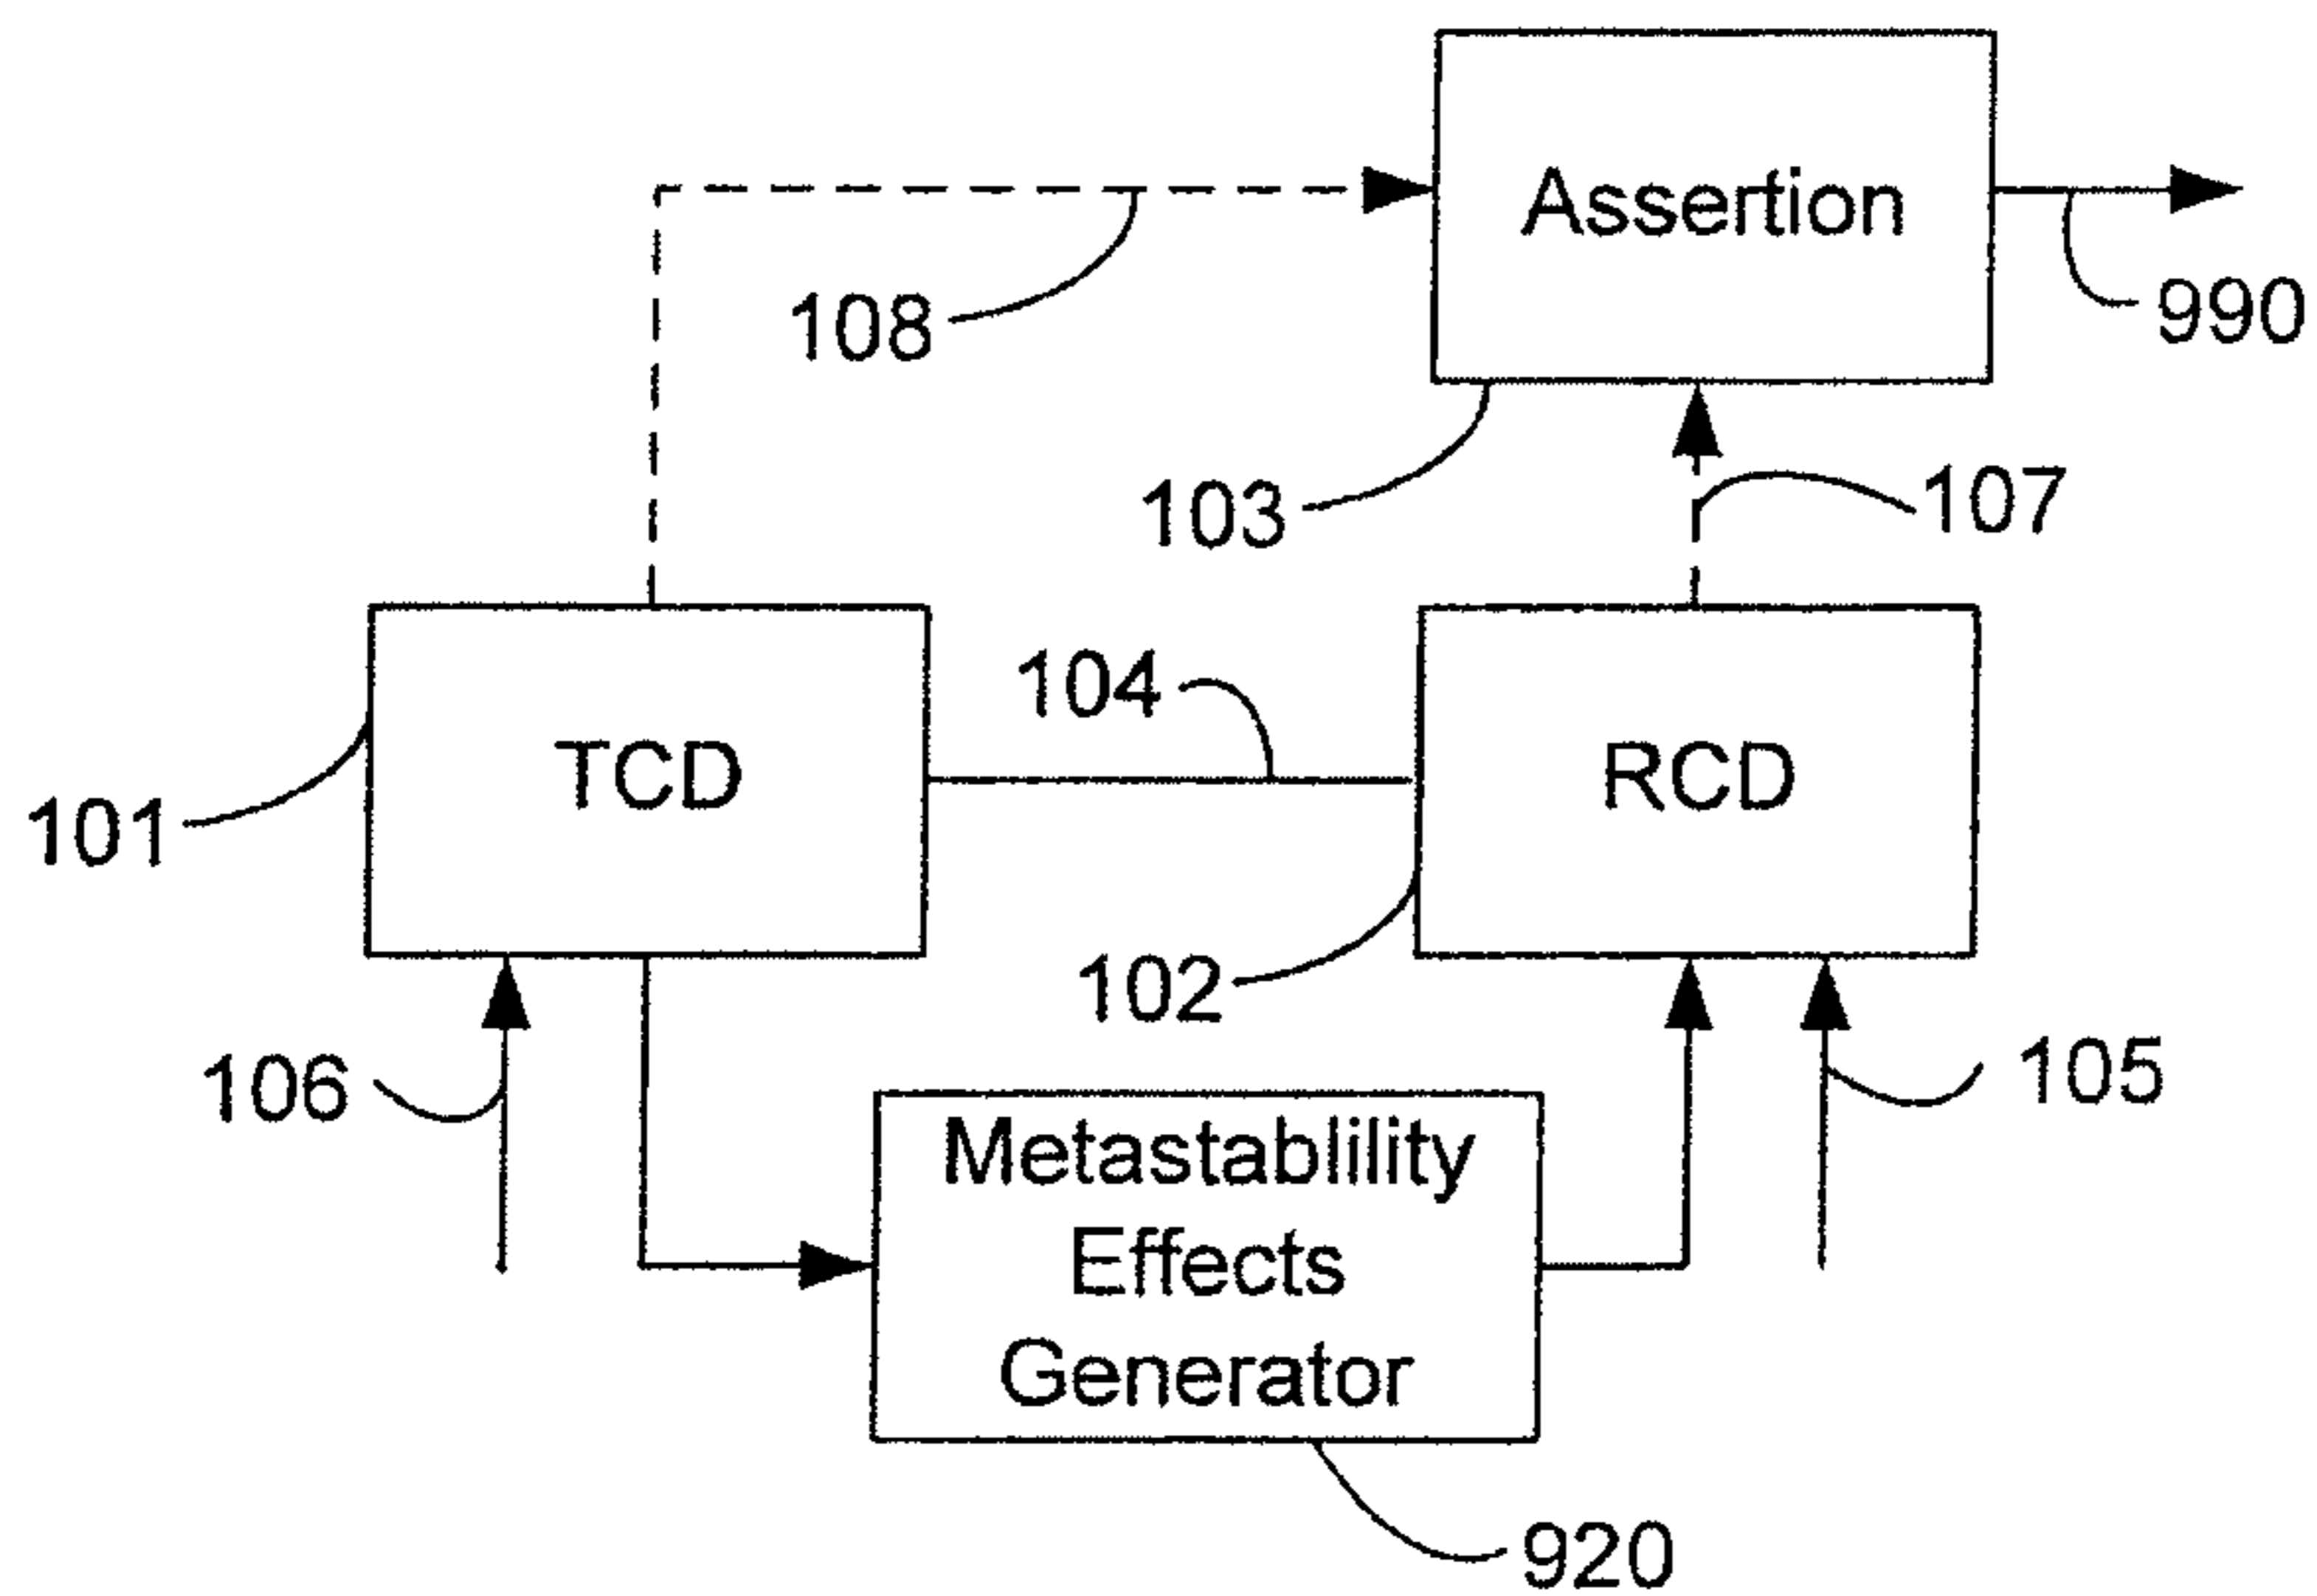 Assertion
108
990
103
107
104
TCD
RCD
101
102
106
105
Metastablility
Effects
Generator
920